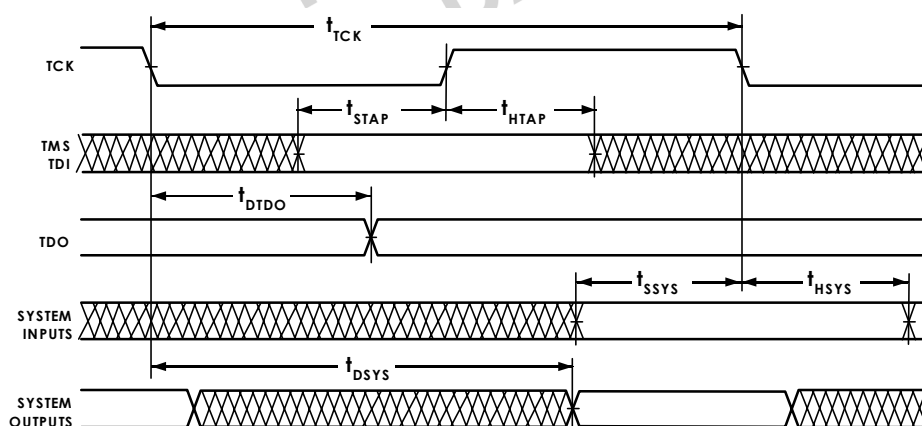 tTCK
TCK
tSTAP
tHTAP
TMS
TDI
tDTDO
TDO
tSSYS
tHSYS
SYSTEM
INPUTS
tDSYS
SYSTEM
OUTPUTS